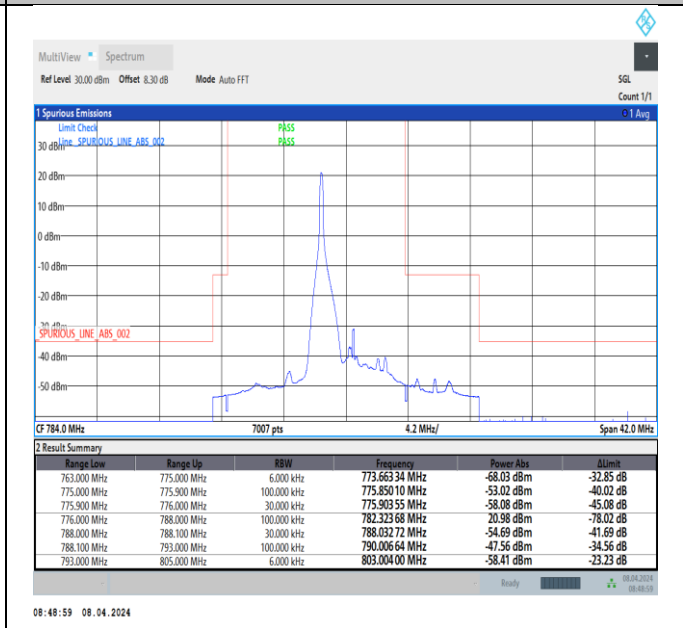 MultiView Spectrum
Ref Level 30.00 dBm Offset 8.30 dB Mode Auto FFT SGL
Count 1/1
1 Spurious Emissions 1 Avg
Limit Check PASS
Line _SPURIOUS_LINE_ABS_002 PASS
30 dBm
20 dBm
10 dBm
0 dBm
-10 dBm
-20 dBm
-30 dBm
SPURIOUS_LINE_ABS_002
-40 dBm
-50 dBm
CF 784.0 MHz 7007 pts 4.2 MHz/ Span 42.0 MHz
2 Result Summary
Range Low Range Up RBW Frequency Power Abs ΔLimit
763.000 MHz 775.000 MHz 6.000 kHz 773.663 34 MHz -68.03 dBm -32.85 dB
775.000 MHz 775.900 MHz 100.000 kHz 775.850 10 MHz -53.02 dBm -40.02 dB
775.900 MHz 776.000 MHz 30.000 kHz 775.903 55 MHz -58.08 dBm -45.08 dB
776.000 MHz 788.000 MHz 100.000 kHz 782.323 68 MHz 20.98 dBm -78.02 dB
788.000 MHz 788.100 MHz 30.000 kHz 788.032 72 MHz -54.69 dBm -41.69 dB
788.100 MHz 793.000 MHz 100.000 kHz 790.006 64 MHz -47.56 dBm -34.56 dB
793.000 MHz 805.000 MHz 6.000 kHz 803.004 00 MHz -58.41 dBm -23.23 dB
Ready 08.04.2024
08:48:59
08:48:59 08.04.2024